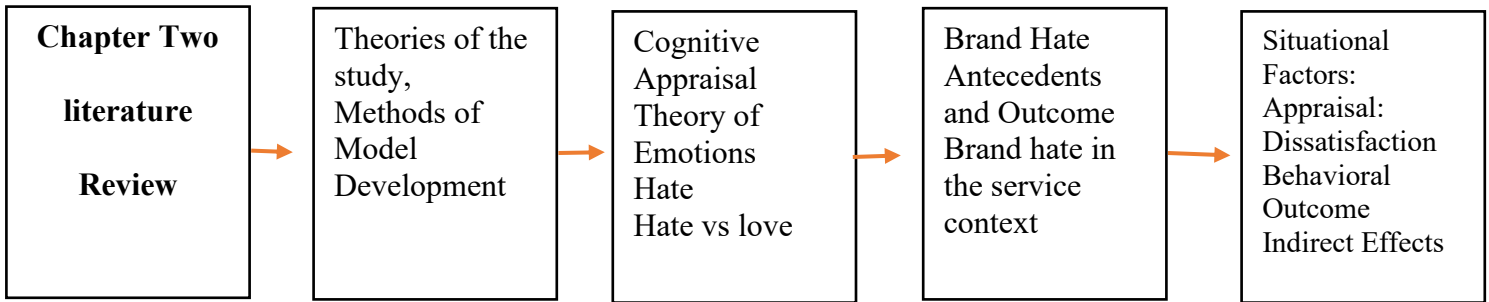 Chapter Two
literature
Review
Theories of the
study,
Methods of
Model
Development
Cognitive
Appraisal
Theory of
Emotions
Hate
Hate vs love
Brand Hate
Antecedents
and Outcome
Brand hate in
the service
context
Situational
Factors:
Appraisal:
Dissatisfaction
Behavioral
Outcome
Indirect Effects